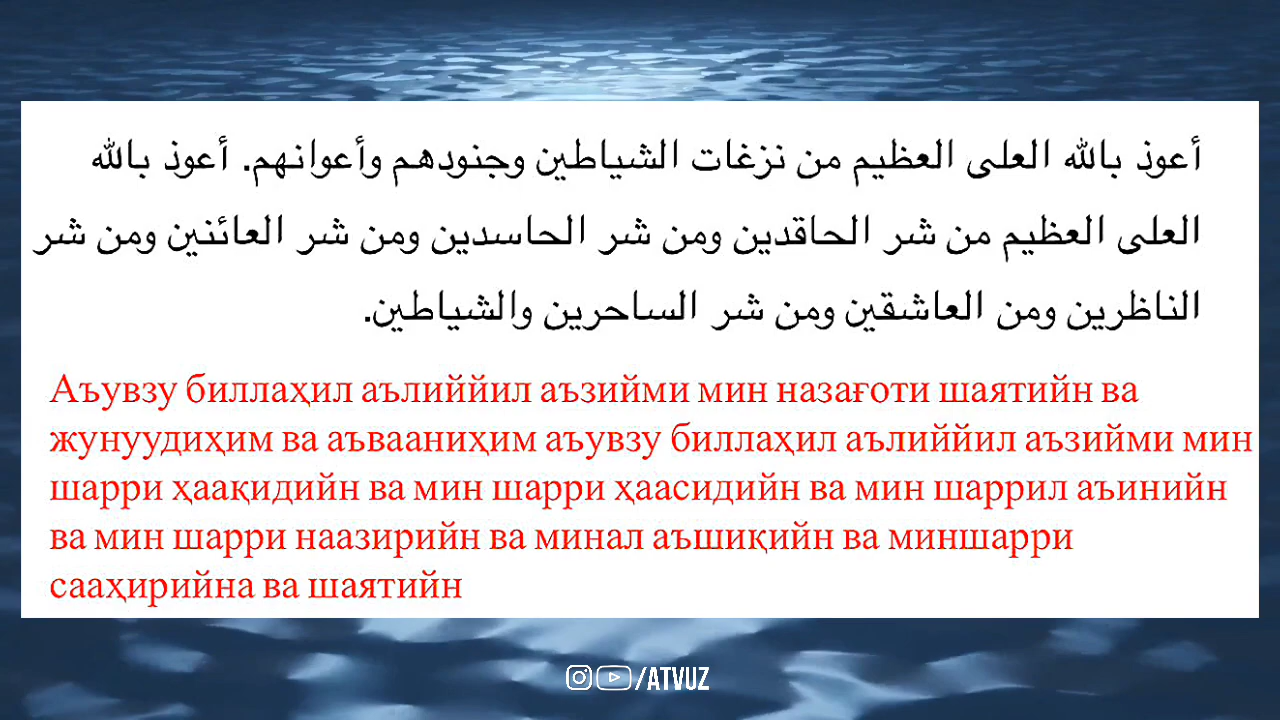 أعوذ بالله العلى العظيم من نزغات الشياطين وجنودهم وأعوانهم. أعوذ بالله
العلى العظيم من شر الحاقدين ومن شر الحاسدين ومن شر العائنين ومن شر
الناظرين ومن العاشقين ومن شر الساحرين والشياطين.
Аъувзу биллаҳил аълиййил аъзийми мин назағоти шаятийн ва
жунуудиҳим ва аъвааниҳим аъувзу биллаҳил аълиййил аъзийми мин
шарри ҳаақидийн ва мин шарри ҳаасидийн ва мин шаррил аъинийн
ва мин шарри наазирийн ва минал аъшиқийн ва миншарри
сааҳирийна ва шаятийн
/ATVUZ